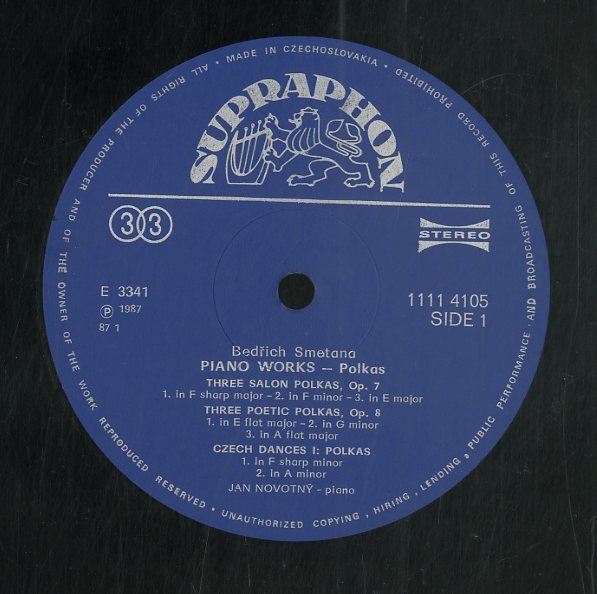 • MADE IN CZECHOSLOVAKIA • ALL RIGHTS OF THE PRODUCER AND OF THE OWNER OF THE WORK REPRODUCED RESERVED • UNAUTHORIZED COPYING, HIRING, LENDING, PUBLIC PERFORMANCE AND BROADCASTING OF THIS RECORD PROHIBITED
SUPRAPHON
33
STEREO
E 3341
℗ 1987
87 1
1111 4105
SIDE 1
Bedřich Smetana
PIANO WORKS – Polkas
THREE SALON POLKAS, Op. 7
1. in F sharp major – 2. in F minor – 3. in E major
THREE POETIC POLKAS, Op. 8
1. in E flat major – 2. in G minor
3. in A flat major
CZECH DANCES I: POLKAS
1. in F sharp minor
2. in A minor
JAN NOVOTNÝ - piano